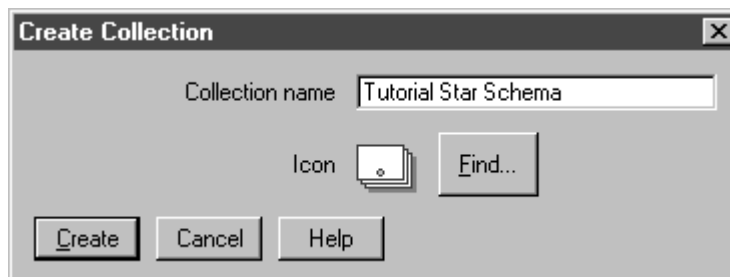 Create Collection
Collection name Tutorial Star Schema
Icon Find...
Create Cancel Help